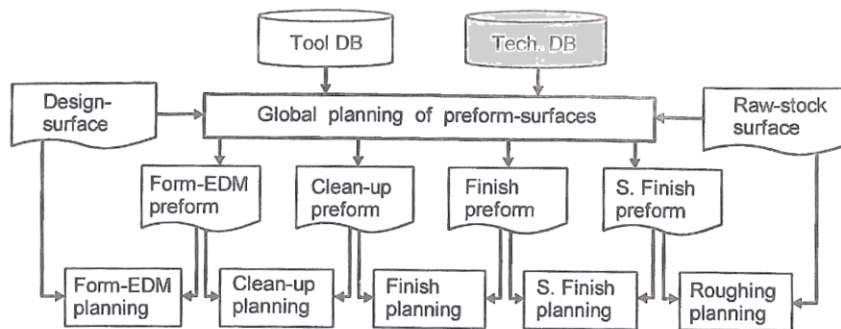 Tool DB
Tech. DB
Design-
surface
Global planning of preform-surfaces
Raw-stock
surface
Form-EDM
preform
Clean-up
preform
Finish
preform
S. Finish
preform
Form-EDM
planning
Clean-up
planning
Finish
planning
S. Finish
planning
Roughing
planning